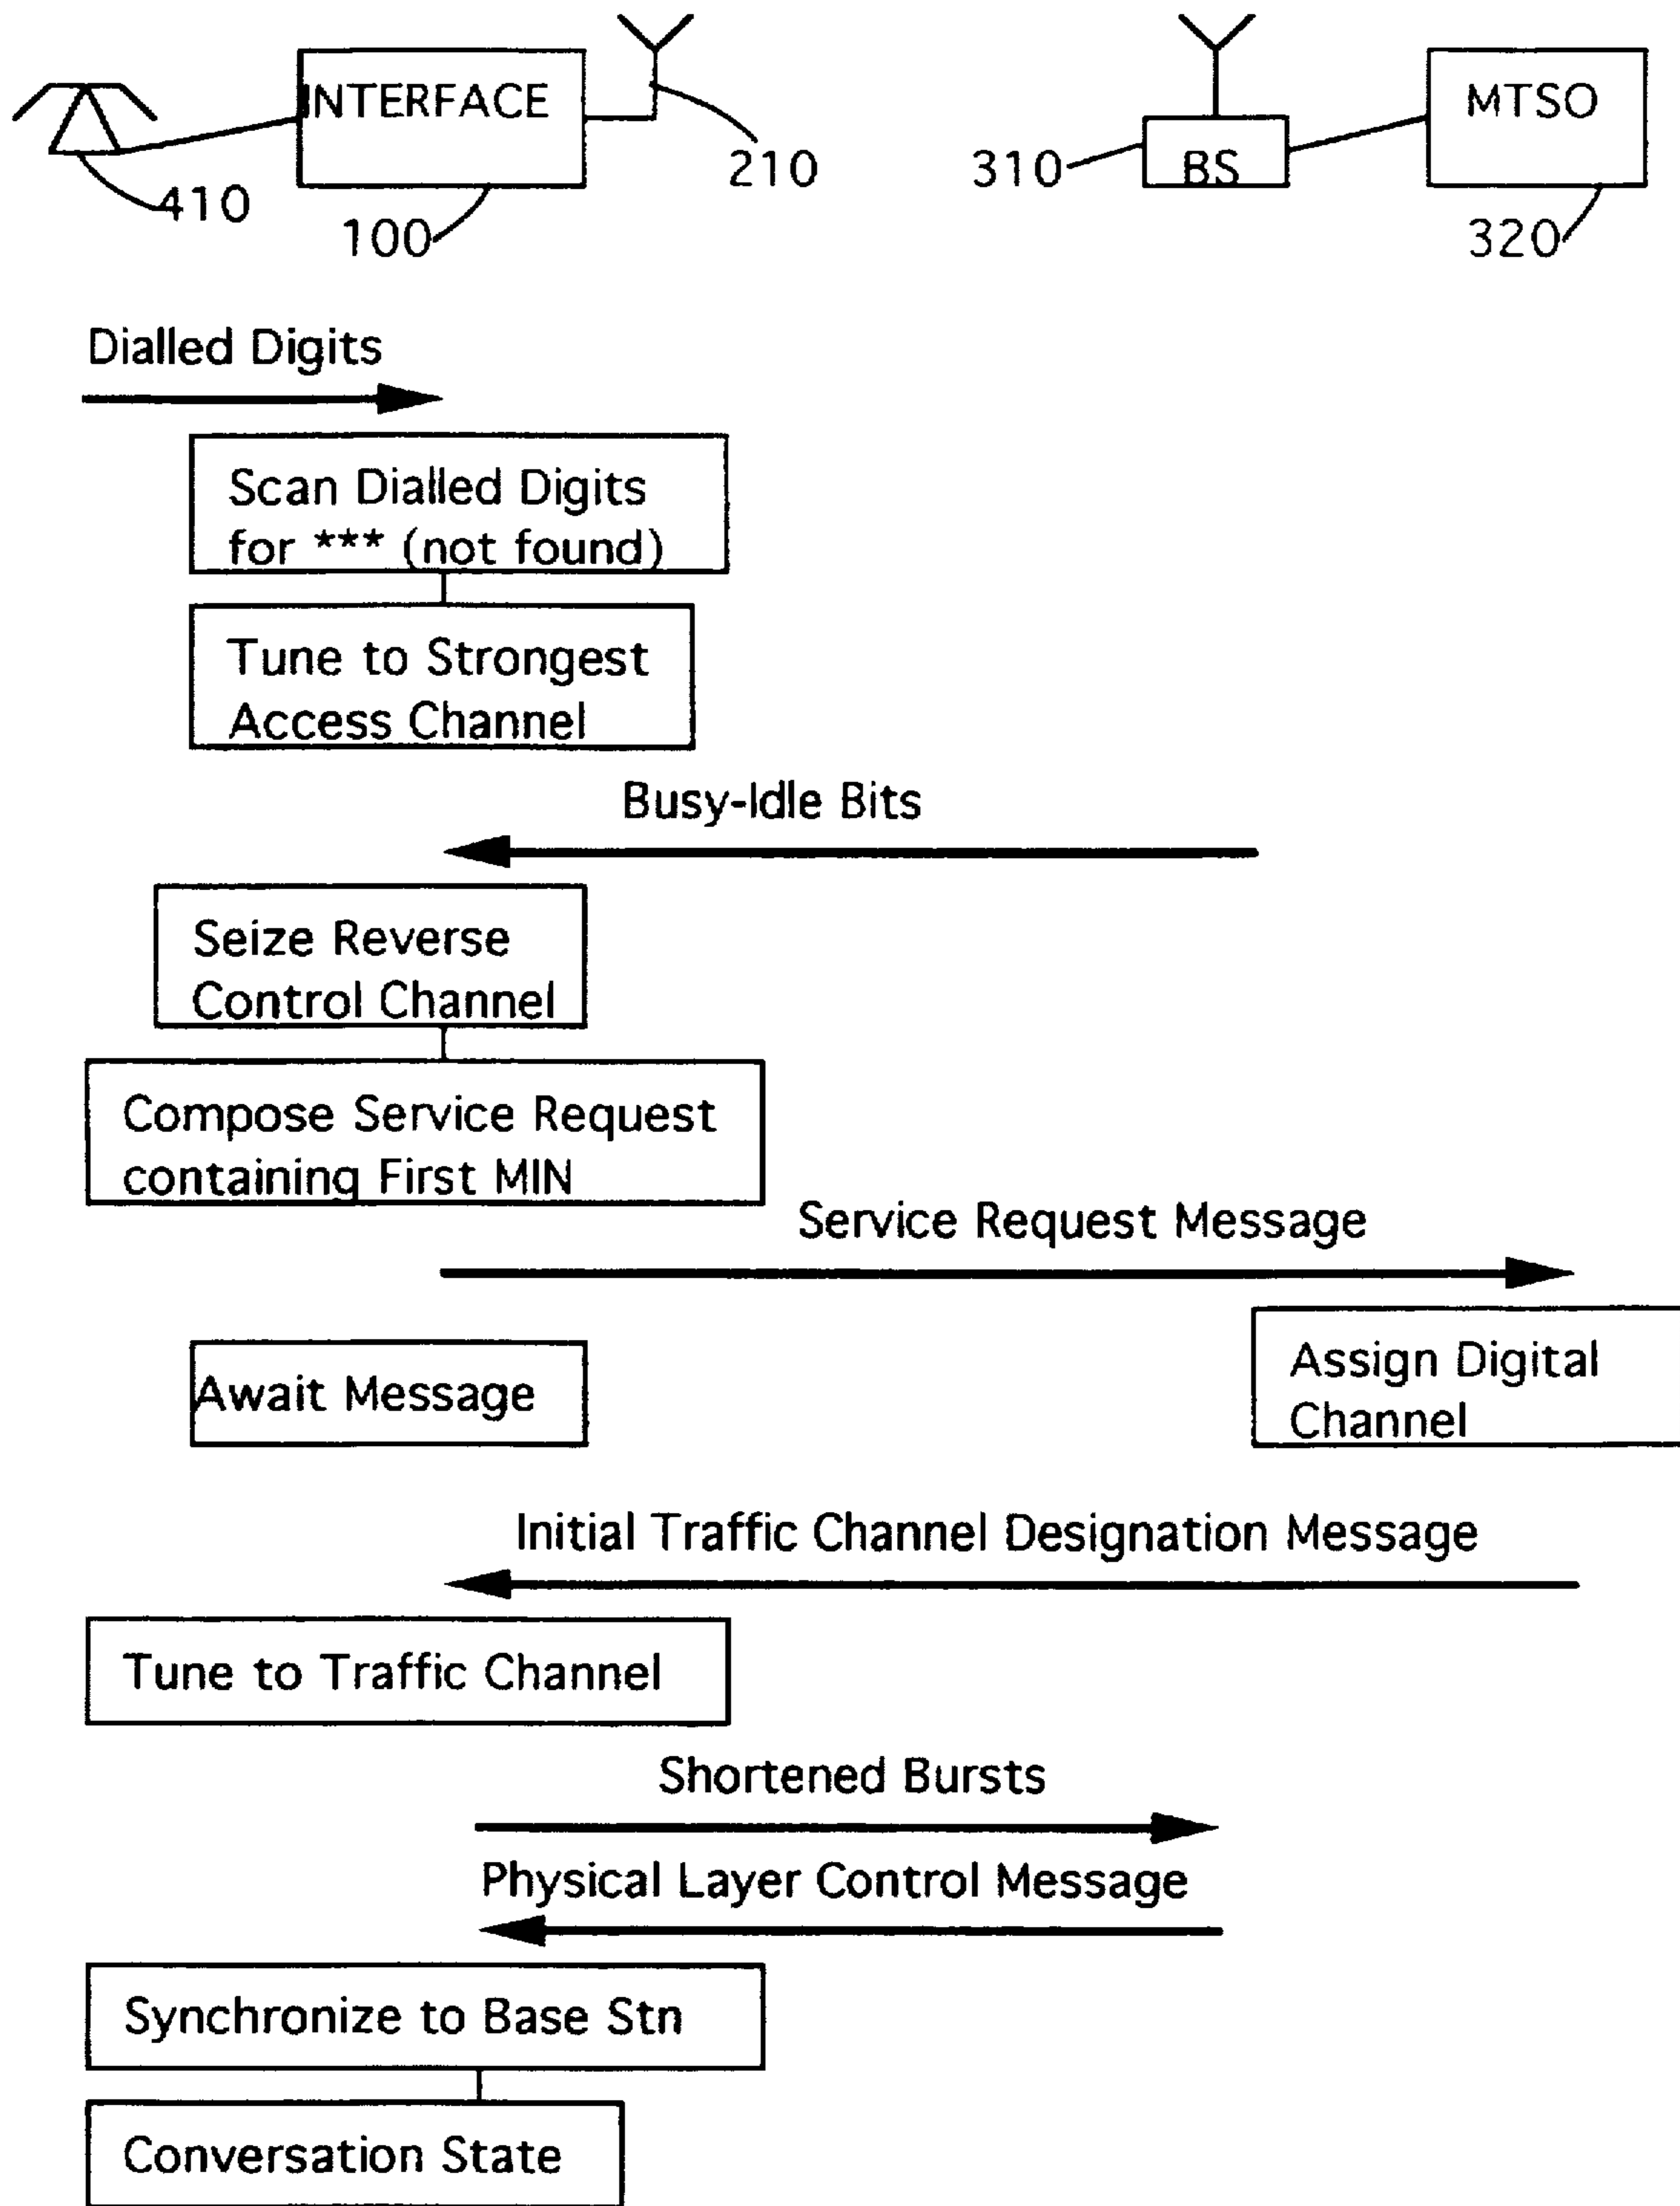 INTERFACE
MTSO
BS
210
310
410
100
320
Dialled Digits
Scan Dialled Digits
for *** (not found)
Tune to Strongest
Access Channel
Busy-Idle Bits
Seize Reverse
Control Channel
Compose Service Request
containing First MIN
Service Request Message
Await Message
Assign Digital
Channel
Initial Traffic Channel Designation Message
Tune to Traffic Channel
Shortened Bursts
Physical Layer Control Message
Synchronize to Base Stn
Conversation State